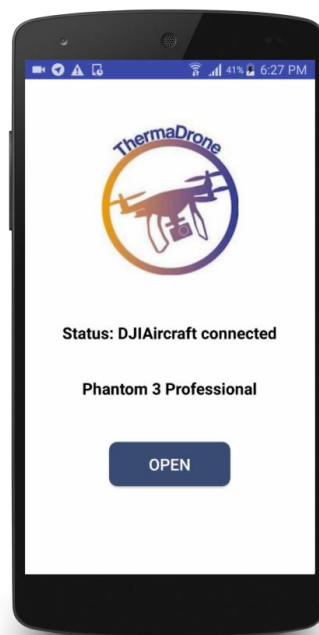 41% 6:27 PM
ThermaDrone
Status: DJIAircraft connected
Phantom 3 Professional
OPEN